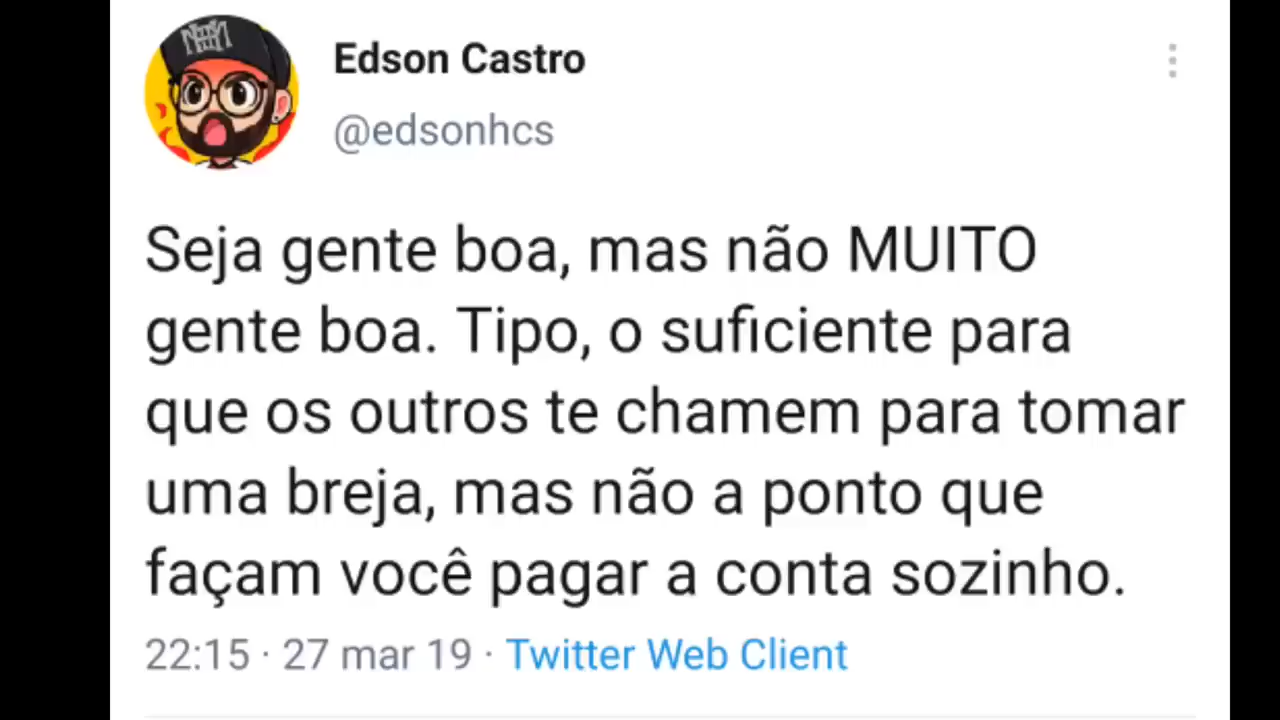 Edson Castro
@edsonhcs
Seja gente boa, mas não MUITO
gente boa. Tipo, o suficiente para
que os outros te chamem para tomar
uma breja, mas não a ponto que
façam você pagar a conta sozinho.
22:15 · 27 mar 19 · Twitter Web Client